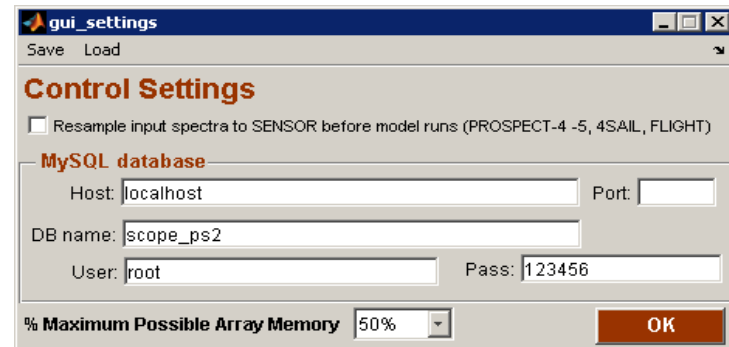 gui_settings
Save Load
Control Settings
Resample input spectra to SENSOR before model runs (PROSPECT-4 -5, 4SAIL, FLIGHT)
MySQL database
Host: localhost Port:
DB name: scope_ps2
User: root Pass: 123456
% Maximum Possible Array Memory 50% OK